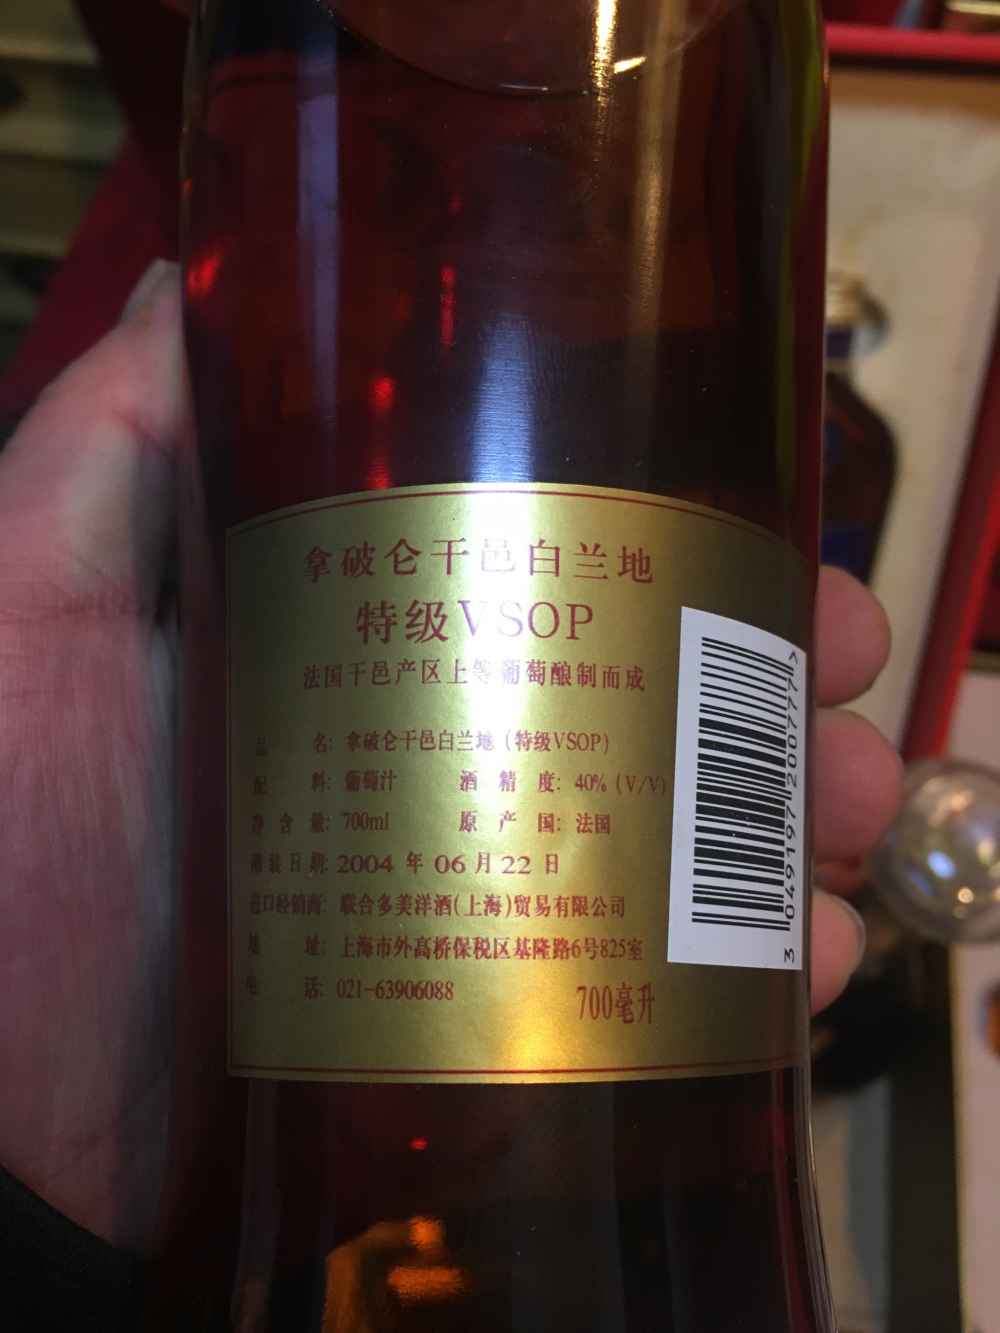 拿破仑干邑白兰地
特级VSOP
法国干邑产区上等葡萄酿制而成
品 名: 拿破仑干邑白兰地 (特级VSOP)
配 料: 葡萄汁 酒 精 度: 40% (V/V)
净 含 量: 700ml 原 产 国: 法国
灌装日期: 2004 年 06 月 22 日
进口经销商: 联合多美洋酒(上海)贸易有限公司
地 址: 上海市外高桥保税区基隆路6号825室
电 话: 021-63906088
700毫升
3 049197 200777 >